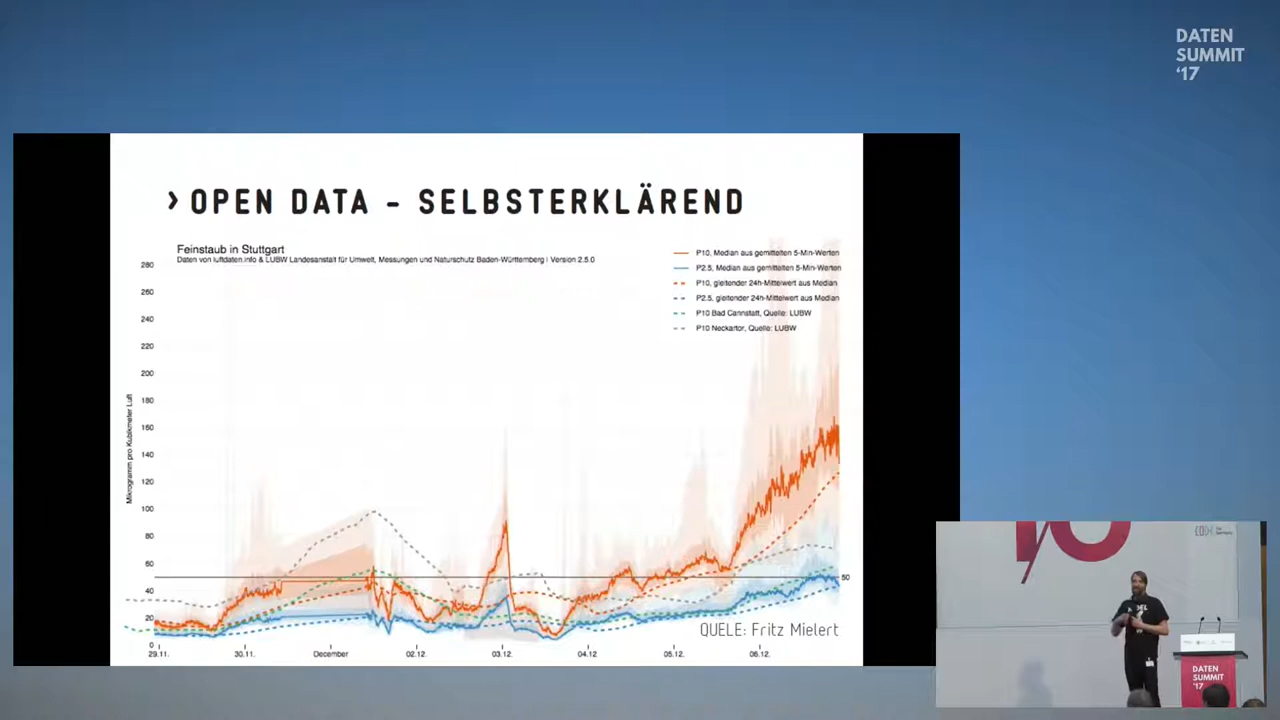 DATEN
SUMMIT
'17
› OPEN DATA - SELBSTERKLÄREND
Feinstaub in Stuttgart
Daten von luftdaten.info & LUBW Landesanstalt für Umwelt, Messungen und Naturschutz Baden-Württemberg | Version 2.5.0
P10, Median aus gemittelten 5-Min-Werten
P2.5, Median aus gemittelten 5-Min-Werten
P10, gleitender 24h-Mittelwert aus Median
P2.5, gleitender 24h-Mittelwert aus Median
P10 Bad Cannstatt, Quelle: LUBW
P10 Neckartor, Quelle: LUBW
Mikrogramm pro Kubikmeter Luft
280
260
240
220
200
180
160
140
120
100
80
60
40
20
0
50
29.11.
30.11.
December
02.12.
03.12.
04.12.
05.12.
06.12.
QUELE: Fritz Mielert
10
DATEN
SUMMIT
'17